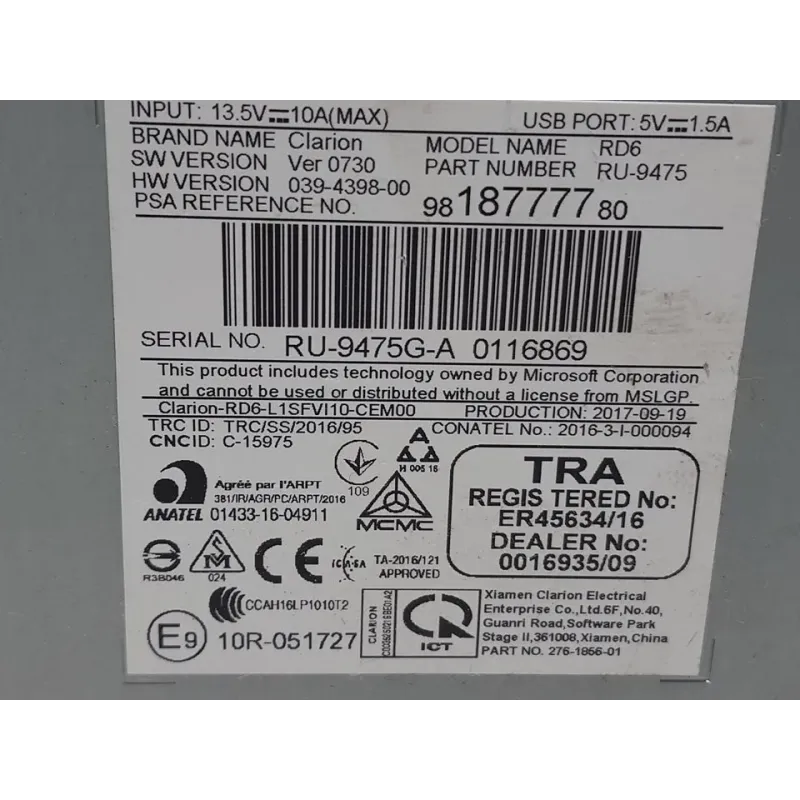 INPUT: 13.5V⎓10A(MAX) USB PORT: 5V⎓1.5A
BRAND NAME Clarion MODEL NAME RD6
SW VERSION Ver 0730 PART NUMBER RU-9475
HW VERSION 039-4398-00
PSA REFERENCE NO. 9818777780
SERIAL NO. RU-9475G-A 0116869
This product includes technology owned by Microsoft Corporation
and cannot be used or distributed without a license from MSLGP.
Clarion-RD6-L1SFVI10-CEM00 PRODUCTION: 2017-09-19
TRC ID: TRC/SS/2016/95 CONATEL No.: 2016-3-I-000094
CNCID: C-15975
H 005 16
109
Agréé par l'ARPT
381/IR/AGR/PC/ARPT/2016
ANATEL 01433-16-04911
MCMC
TRA
REGIS TERED No:
ER45634/16
DEALER No:
0016935/09
R3B046
024
CE
ICASA
TA-2016/121
APPROVED
CCAH16LP1010T2
E9 10R-051727
CLARION
ICT
Xiamen Clarion Electrical
Enterprise Co.,Ltd.6F,No.40,
Guanri Road,Software Park
Stage II,361008,Xiamen,China
PART NO. 276-1856-01